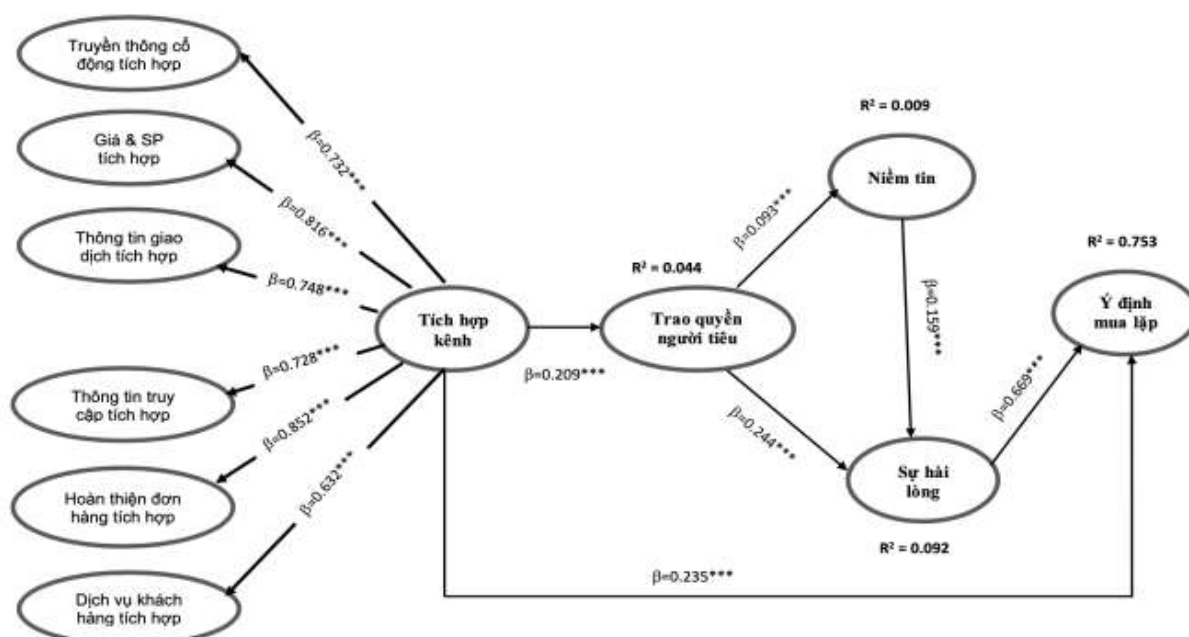 Truyền thông cổ
động tích hợp
Giá & SP
tích hợp
Thông tin giao
dịch tích hợp
Thông tin truy
cập tích hợp
Hoàn thiện đơn
hàng tích hợp
Dịch vụ khách
hàng tích hợp
β=0.732***
β=0.816***
β=0.748***
β=0.728***
β=0.852***
β=0.632***
Tích hợp
kênh
β=0.209***
R² = 0.044
Trao quyền
người tiêu
β=0.093***
β=0.244***
R² = 0.009
Niềm tin
β=0.159***
Sự hài
lòng
R² = 0.092
β=0.669***
R² = 0.753
Ý định
mua lặp
β=0.235***